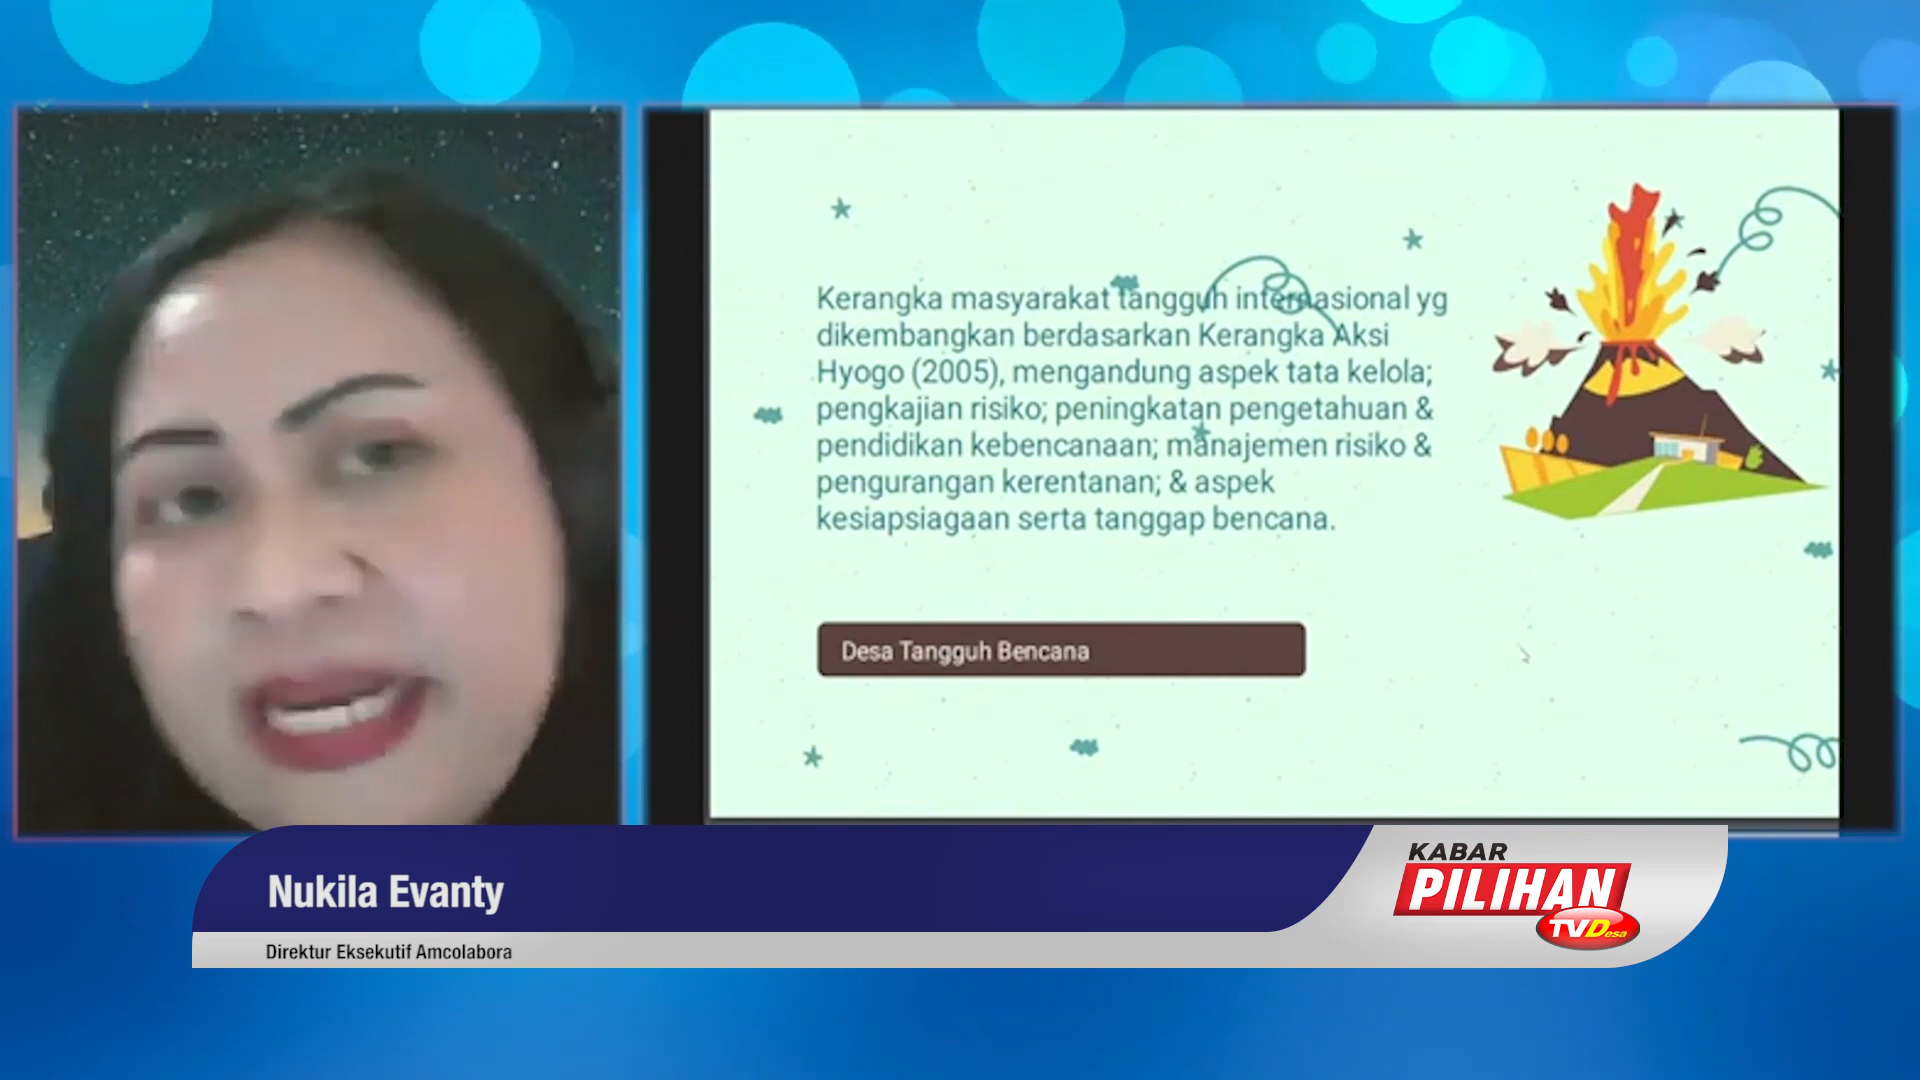 Kerangka masyarakat tangguh internasional yg
dikembangkan berdasarkan Kerangka Aksi
Hyogo (2005), mengandung aspek tata kelola;
pengkajian risiko; peningkatan pengetahuan &
pendidikan kebencanaan; manajemen risiko &
pengurangan kerentanan; & aspek
kesiapsiagaan serta tanggap bencana.
Desa Tangguh Bencana
Nukila Evanty
Direktur Eksekutif Amcolabora
KABAR
PILIHAN
TVDesa